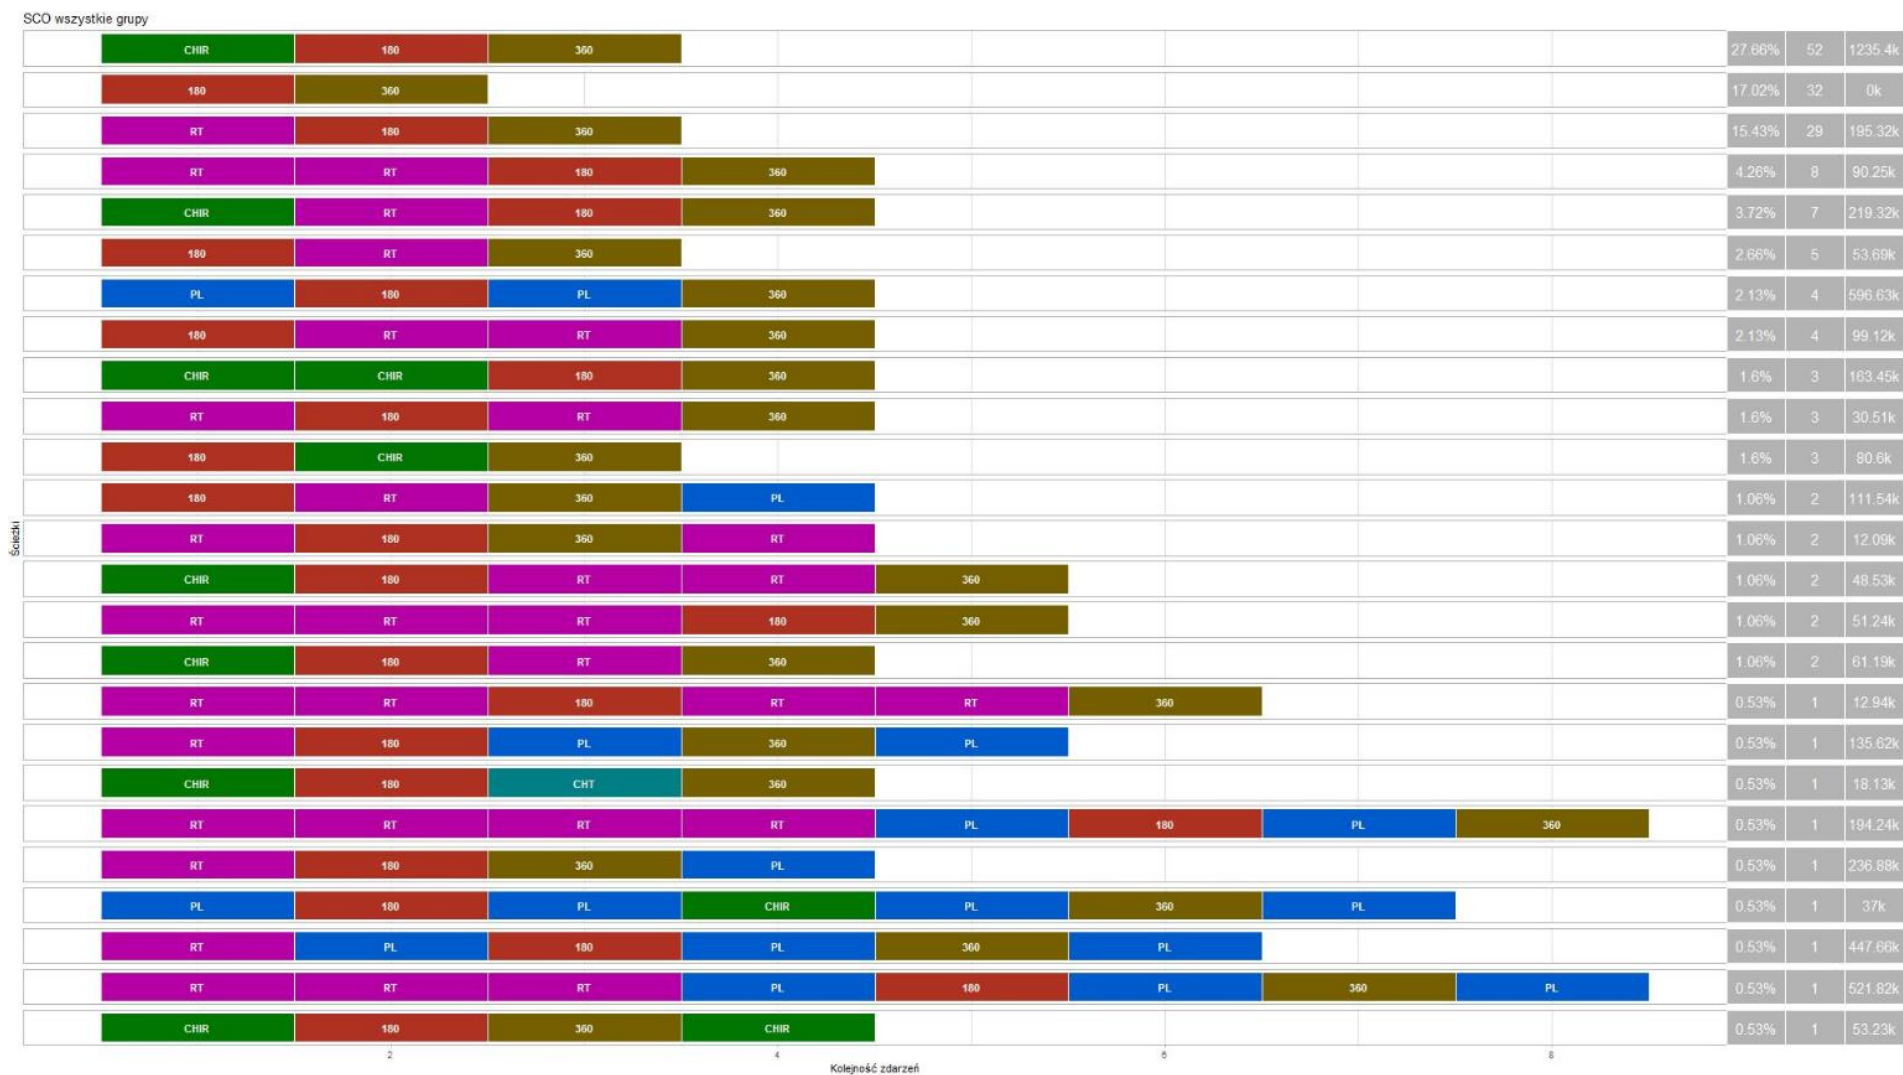 SCO wszystkie grupy
CHIR 180 360 27.66% 52 1235.4k
180 360 17.02% 32 0k
RT 180 360 15.43% 29 195.32k
RT RT 180 360 4.26% 8 90.25k
CHIR RT 180 360 3.72% 7 219.32k
180 RT 360 2.66% 5 53.69k
PL 180 PL 360 2.13% 4 596.63k
180 RT RT 360 2.13% 4 99.12k
CHIR CHIR 180 360 1.6% 3 163.45k
RT 180 RT 360 1.6% 3 30.51k
180 CHIR 360 1.6% 3 80.6k
180 RT 360 PL 1.06% 2 111.54k
RT 180 360 RT 1.06% 2 12.09k
CHIR 180 RT RT 360 1.06% 2 48.53k
RT RT RT 180 360 1.06% 2 51.24k
CHIR 180 RT 360 1.06% 2 61.19k
RT RT 180 RT RT 360 0.53% 1 12.94k
RT 180 PL 360 PL 0.53% 1 135.62k
CHIR 180 CHT 360 0.53% 1 18.13k
RT RT RT RT PL 180 PL 360 0.53% 1 194.24k
RT 180 360 PL 0.53% 1 236.88k
PL 180 PL CHIR PL 360 PL 0.53% 1 37k
RT PL 180 PL 360 PL 0.53% 1 447.66k
RT RT RT PL 180 PL 360 PL 0.53% 1 521.82k
CHIR 180 360 CHIR 0.53% 1 53.23k
Ścieżki
2 4 6 8
Kolejność zdarzeń